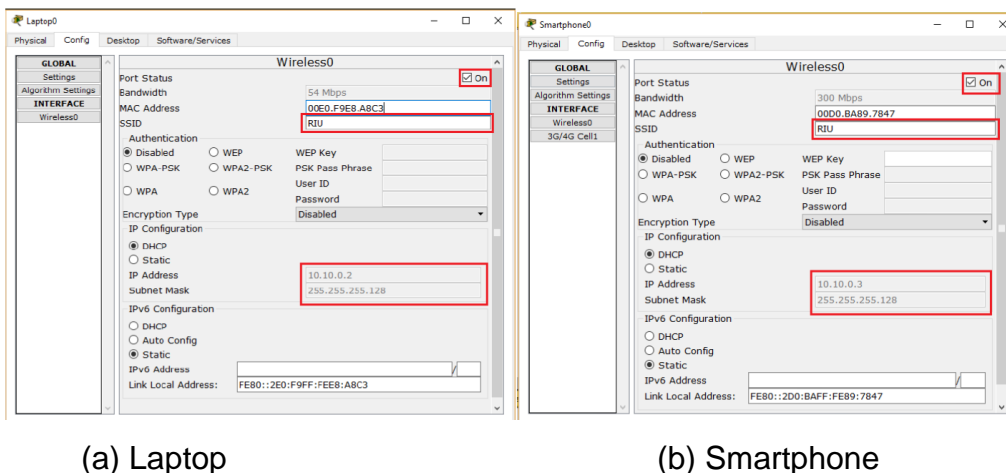 Laptop0
Physical Config Desktop Software/Services
GLOBAL
Settings
Algorithm Settings
INTERFACE
Wireless0
Wireless0
Port Status On
Bandwidth 54 Mbps
MAC Address 00E0.F9E8.A8C3
SSID RIU
Authentication
Disabled WEP WEP Key
WPA-PSK WPA2-PSK PSK Pass Phrase
User ID
WPA WPA2
Password
Encryption Type Disabled
IP Configuration
DHCP
Static
IP Address 10.10.0.2
Subnet Mask 255.255.255.128
IPv6 Configuration
DHCP
Auto Config
Static
IPv6 Address /
Link Local Address: FE80::2E0:F9FF:FEE8:A8C3
(a) Laptop
Smartphone0
Physical Config Desktop Software/Services
GLOBAL
Settings
Algorithm Settings
INTERFACE
Wireless0
3G/4G Cell1
Wireless0
Port Status On
Bandwidth 300 Mbps
MAC Address 00D0.BA89.7847
SSID RIU
Authentication
Disabled WEP WEP Key
WPA-PSK WPA2-PSK PSK Pass Phrase
User ID
WPA WPA2
Password
Encryption Type Disabled
IP Configuration
DHCP
Static
IP Address 10.10.0.3
Subnet Mask 255.255.255.128
IPv6 Configuration
DHCP
Auto Config
Static
IPv6 Address /
Link Local Address: FE80::2D0:BAFF:FE89:7847
(b) Smartphone